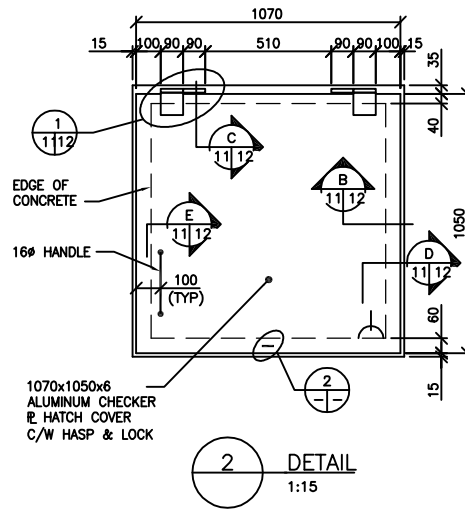 1070
15 100 90 90 510 90 90 100 15
35
40
1
11 12
C
11 12
EDGE OF
CONCRETE
B
11 12
1050
E
11 12
D
11 12
16ø HANDLE
100
(TYP)
60
15
1070x1050x6
ALUMINUM CHECKER
PL HATCH COVER
C/W HASP & LOCK
2
- -
2 DETAIL
1:15